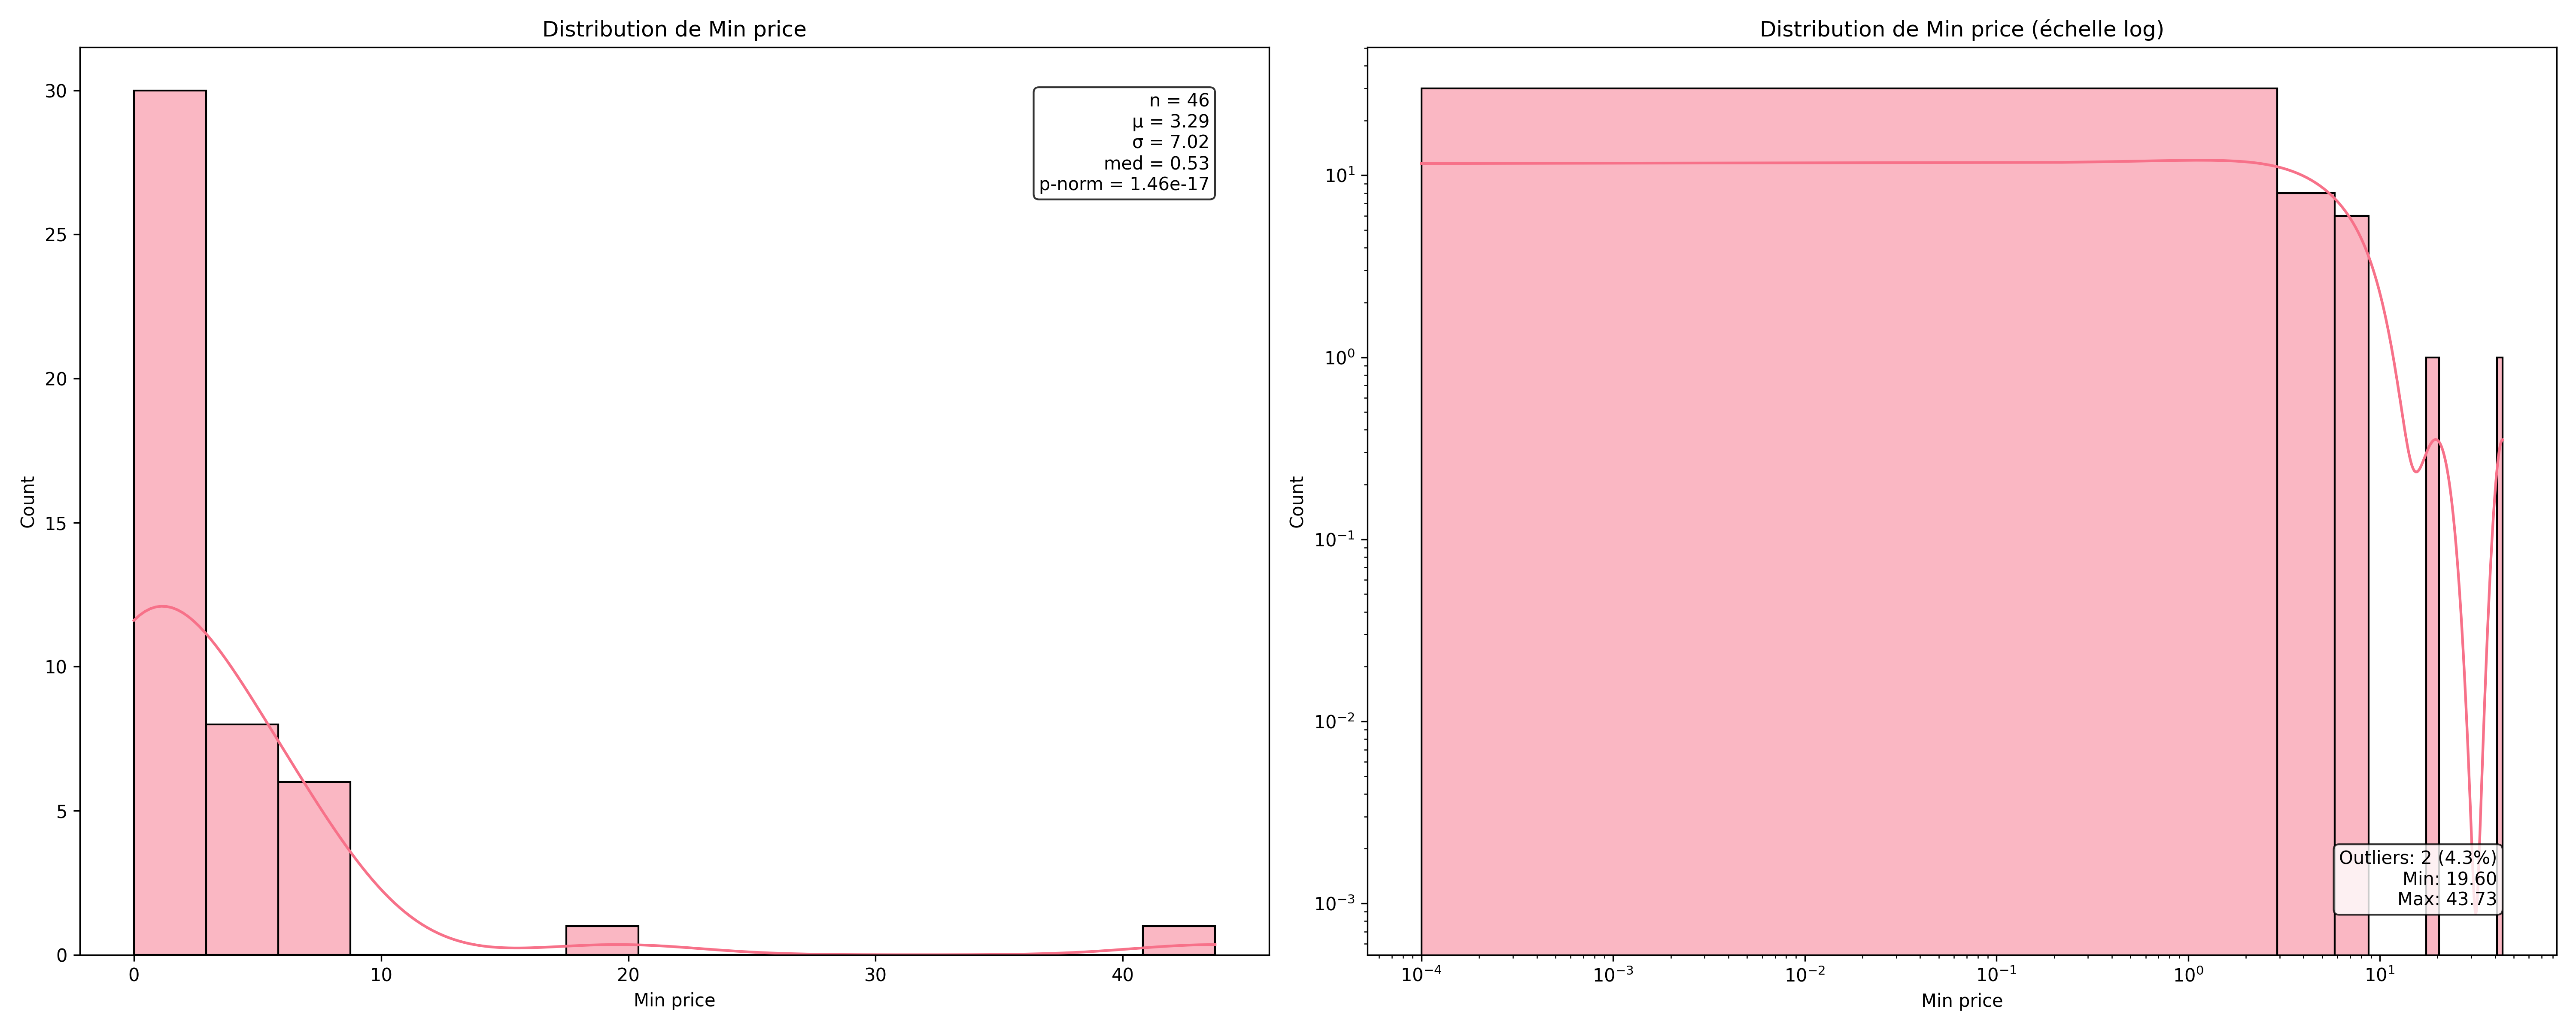 Distribution de Min price
30
25
20
15
10
5
0
Count
n = 46
μ = 3.29
σ = 7.02
med = 0.53
p-norm = 1.46e-17
0 10 20 30 40
Min price
Distribution de Min price (échelle log)
10¹
10⁰
10⁻¹
10⁻²
10⁻³
Count
Outliers: 2 (4.3%)
Min: 19.60
Max: 43.73
10⁻⁴ 10⁻³ 10⁻² 10⁻¹ 10⁰ 10¹
Min price